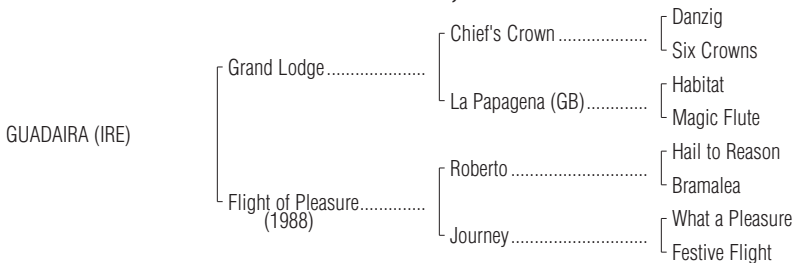 Danzig
Chief's Crown ......................
Six Crowns
Grand Lodge ........................
Habitat
La Papagena (GB)...............
Magic Flute
GUADAIRA (IRE)
Hail to Reason
Roberto .................................
Bramalea
Flight of Pleasure................
(1988)
What a Pleasure
Journey.................................
Festive Flight